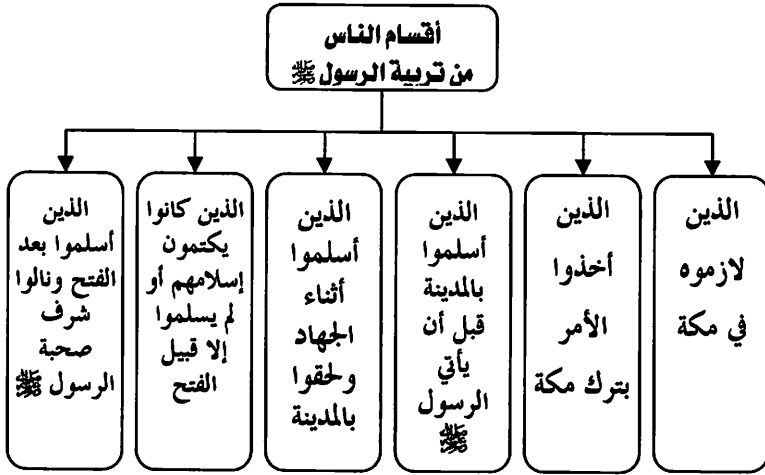 أقسام الناس
من تربية الرسول ﷺ
الذين
لازموه
في مكة
الذين
أخذوا
الأمر
بترك مكة
الذين
أسلموا
بالمدينة
قبل أن
يأتي
الرسول
ﷺ
الذين
أسلموا
أثناء
الجهاد
ولحقوا
بالمدينة
الذين كانوا
يكتمون
إسلامهم أو
لم يسلموا
إلا قبيل
الفتح
الذين
أسلموا بعد
الفتح ونالوا
شرف
صحبة
الرسول ﷺ